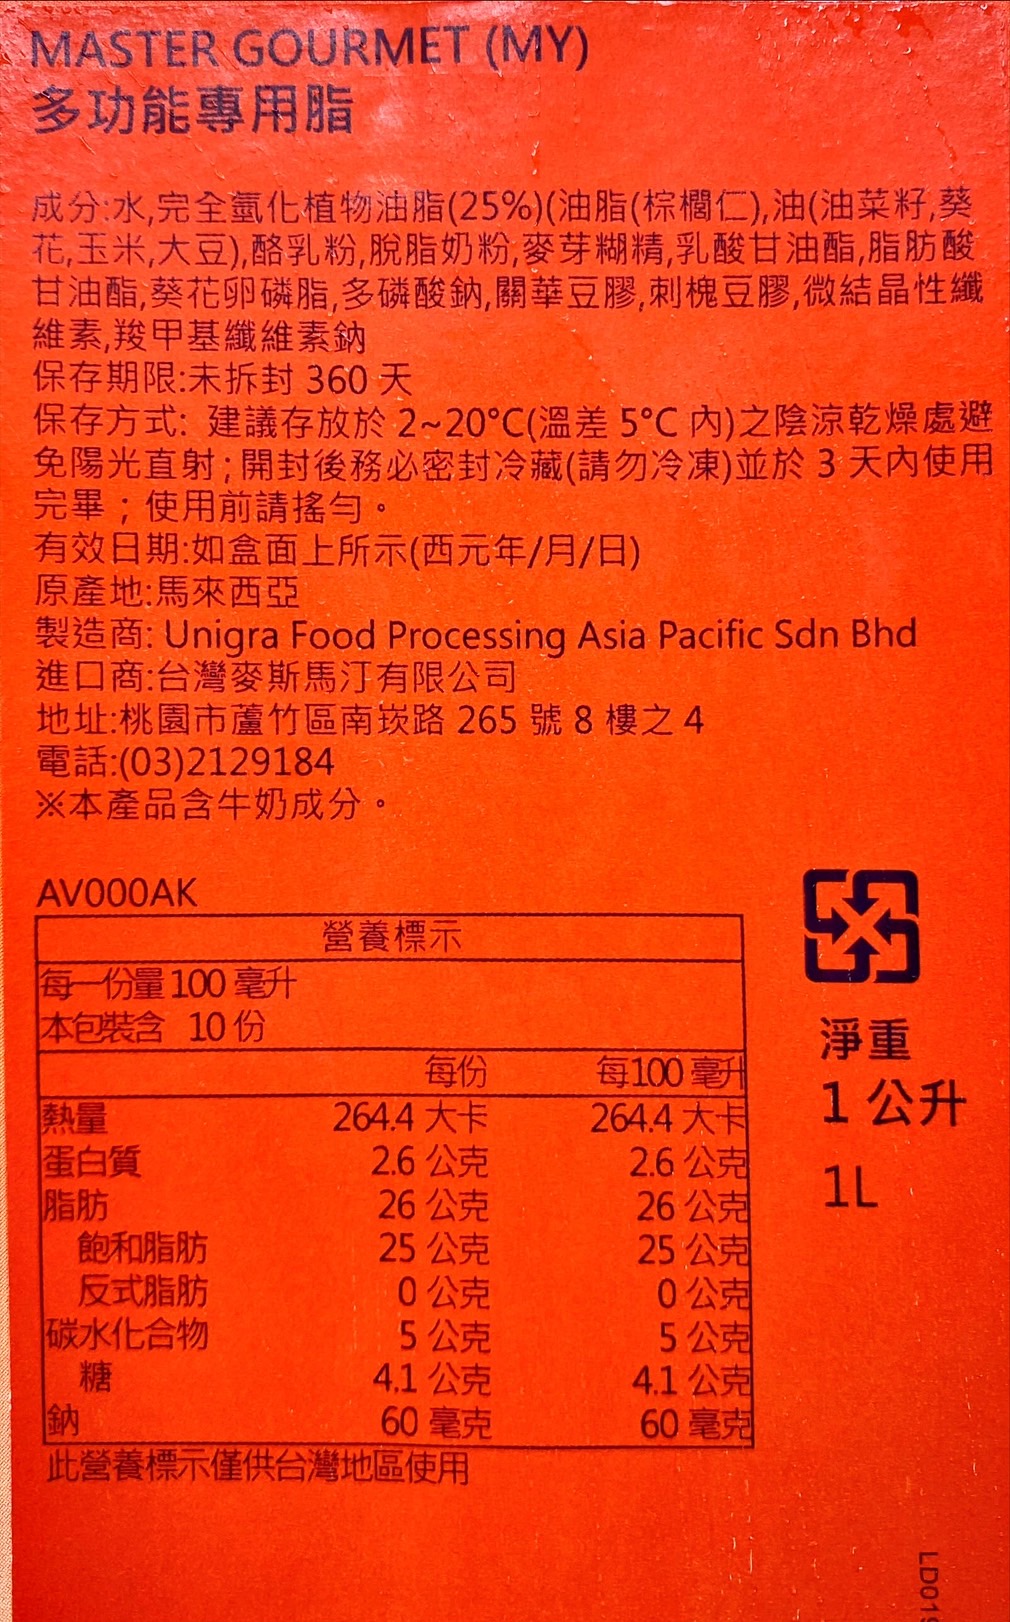 MASTER GOURMET (MY)
多功能專用脂
成分:水,完全氫化植物油脂(25%)(油脂(棕櫚仁),油(油菜籽,葵
花,玉米,大豆),酪乳粉,脫脂奶粉,麥芽糊精,乳酸甘油酯,脂肪酸
甘油酯,葵花卵磷脂,多磷酸鈉,關華豆膠,刺槐豆膠,微結晶性纖
維素,羧甲基纖維素鈉
保存期限:未拆封 360 天
保存方式: 建議存放於 2~20°C(溫差 5°C 內)之陰涼乾燥處避
免陽光直射;開封後務必密封冷藏(請勿冷凍)並於 3 天內使用
完畢;使用前請搖勻。
有效日期:如盒面上所示(西元年/月/日)
原產地:馬來西亞
製造商: Unigra Food Processing Asia Pacific Sdn Bhd
進口商:台灣麥斯馬汀有限公司
地址:桃園市蘆竹區南崁路 265 號 8 樓之 4
電話:(03)2129184
※本產品含牛奶成分。
AV000AK
營養標示
每一份量 100 毫升
本包裝含 10 份
每份 每100 毫升
熱量 264.4 大卡 264.4 大卡
蛋白質 2.6 公克 2.6 公克
脂肪 26 公克 26 公克
飽和脂肪 25 公克 25 公克
反式脂肪 0 公克 0 公克
碳水化合物 5 公克 5 公克
糖 4.1 公克 4.1 公克
鈉 60 毫克 60 毫克
此營養標示僅供台灣地區使用
淨重
1 公升
1L